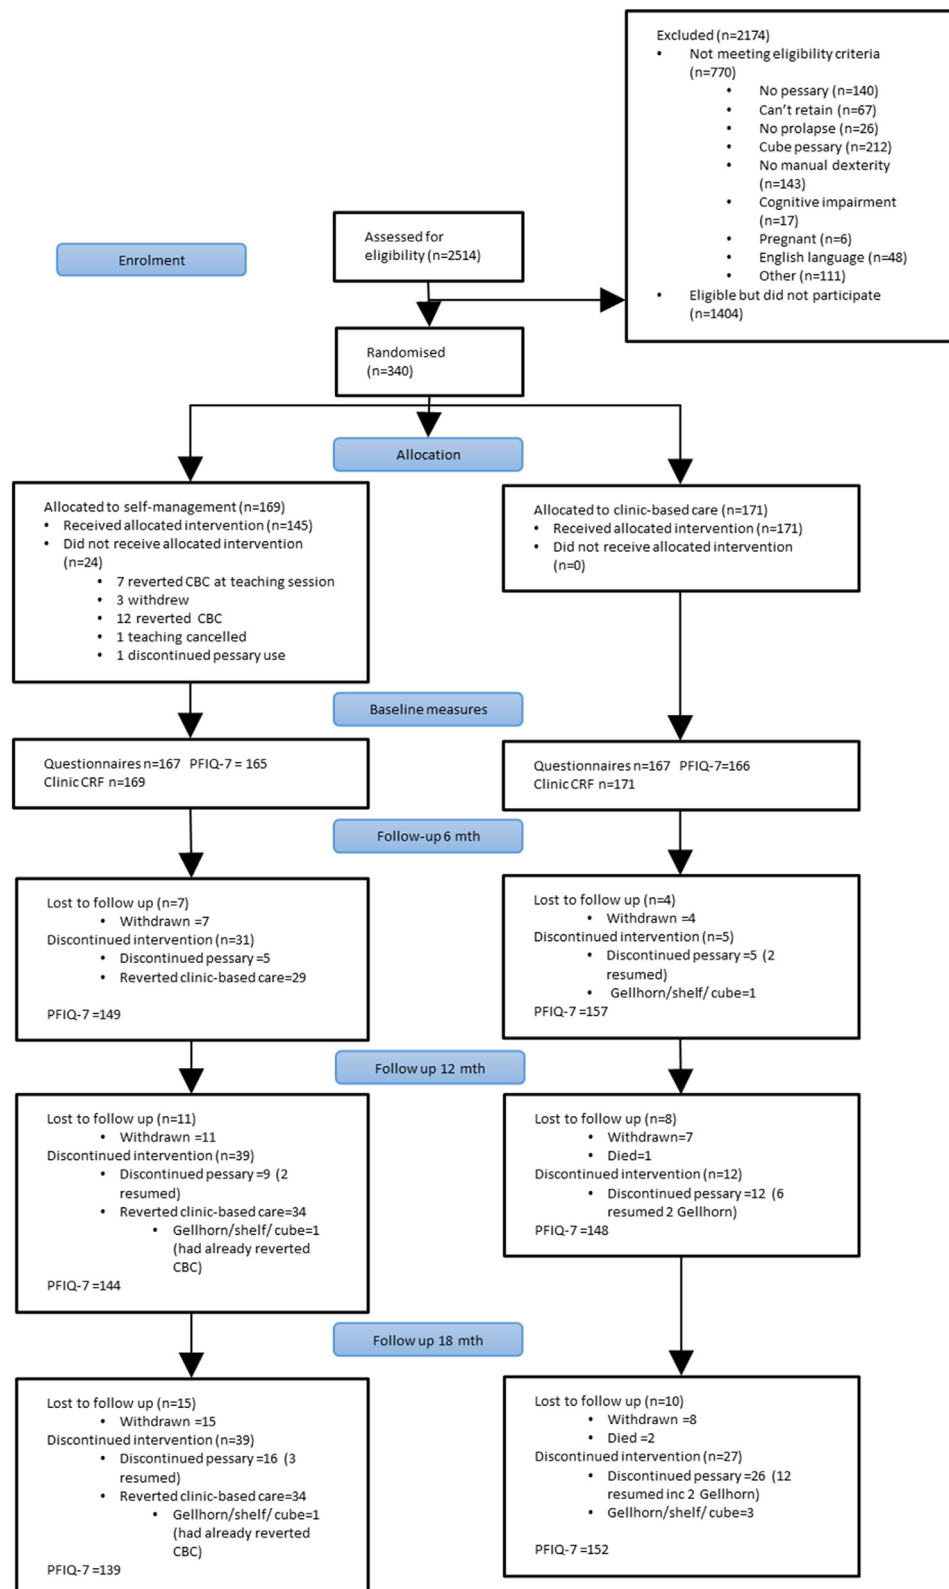 Excluded (n=2174)
• Not meeting eligibility criteria
(n=770)
• No pessary (n=140)
• Can't retain (n=67)
• No prolapse (n=26)
• Cube pessary (n=212)
• No manual dexterity
(n=143)
• Cognitive impairment
(n=17)
• Pregnant (n=6)
• English language (n=48)
• Other (n=111)
• Eligible but did not participate
(n=1404)
Enrolment
Assessed for
eligibility (n=2514)
Randomised
(n=340)
Allocation
Allocated to self-management (n=169)
• Received allocated intervention (n=145)
• Did not receive allocated intervention
(n=24)
• 7 reverted CBC at teaching session
• 3 withdrew
• 12 reverted CBC
• 1 teaching cancelled
• 1 discontinued pessary use
Allocated to clinic-based care (n=171)
• Received allocated intervention (n=171)
• Did not receive allocated intervention
(n=0)
Baseline measures
Questionnaires n=167 PFIQ-7 = 165
Clinic CRF n=169
Questionnaires n=167 PFIQ-7=166
Clinic CRF n=171
Follow-up 6 mth
Lost to follow up (n=7)
• Withdrawn =7
Discontinued intervention (n=31)
• Discontinued pessary =5
• Reverted clinic-based care=29
PFIQ-7 =149
Lost to follow up (n=4)
• Withdrawn =4
Discontinued intervention (n=5)
• Discontinued pessary =5 (2
resumed)
• Gellhorn/shelf/ cube=1
PFIQ-7 =157
Follow up 12 mth
Lost to follow up (n=11)
• Withdrawn =11
Discontinued intervention (n=39)
• Discontinued pessary =9 (2
resumed)
• Reverted clinic-based care=34
• Gellhorn/shelf/ cube=1
(had already reverted
CBC)
PFIQ-7 =144
Lost to follow up (n=8)
• Withdrawn=7
• Died=1
Discontinued intervention (n=12)
• Discontinued pessary =12 (6
resumed 2 Gellhorn)
PFIQ-7 =148
Follow up 18 mth
Lost to follow up (n=15)
• Withdrawn =15
Discontinued intervention (n=39)
• Discontinued pessary =16 (3
resumed)
• Reverted clinic-based care=34
• Gellhorn/shelf/ cube=1
(had already reverted
CBC)
PFIQ-7 =139
Lost to follow up (n=10)
• Withdrawn =8
• Died =2
Discontinued intervention (n=27)
• Discontinued pessary =26 (12
resumed inc 2 Gellhorn)
• Gellhorn/shelf/cube=3
PFIQ-7 =152